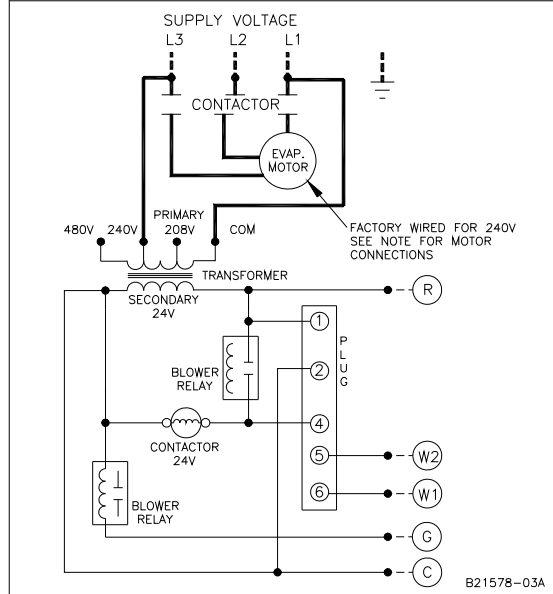 SUPPLY VOLTAGE
L3 L2 L1
CONTACTOR
EVAP.
MOTOR
PRIMARY
480V 240V 208V COM
FACTORY WIRED FOR 240V
SEE NOTE FOR MOTOR
CONNECTIONS
TRANSFORMER
SECONDARY
24V
R
1
PLUG
2
BLOWER
RELAY
4
CONTACTOR
24V
5
W2
6
W1
BLOWER
RELAY
G
C
B21578-03A